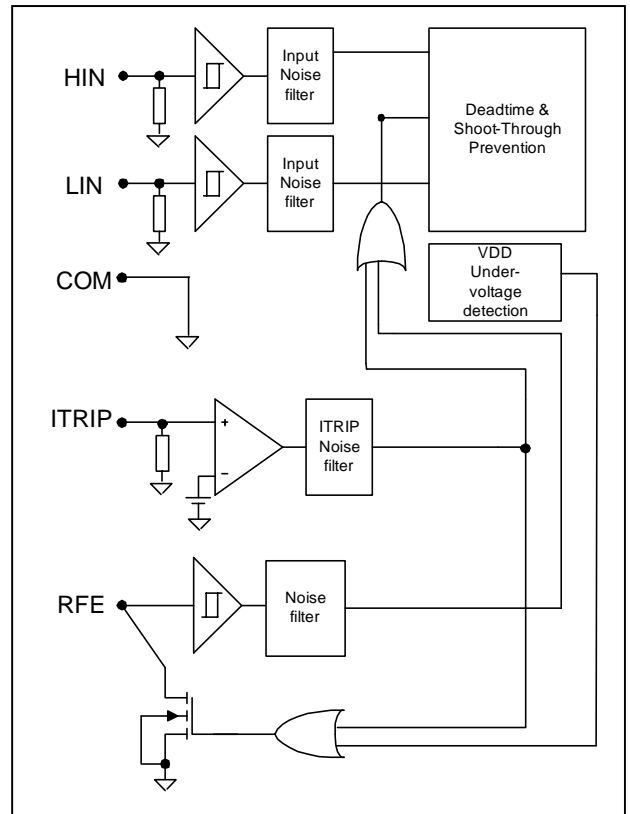 HIN
Input
Noise
filter
Deadtime &
Shoot-Through
Prevention
LIN
Input
Noise
filter
COM
VDD
Under-
voltage
detection
ITRIP
+
−
ITRIP
Noise
filter
RFE
Noise
filter